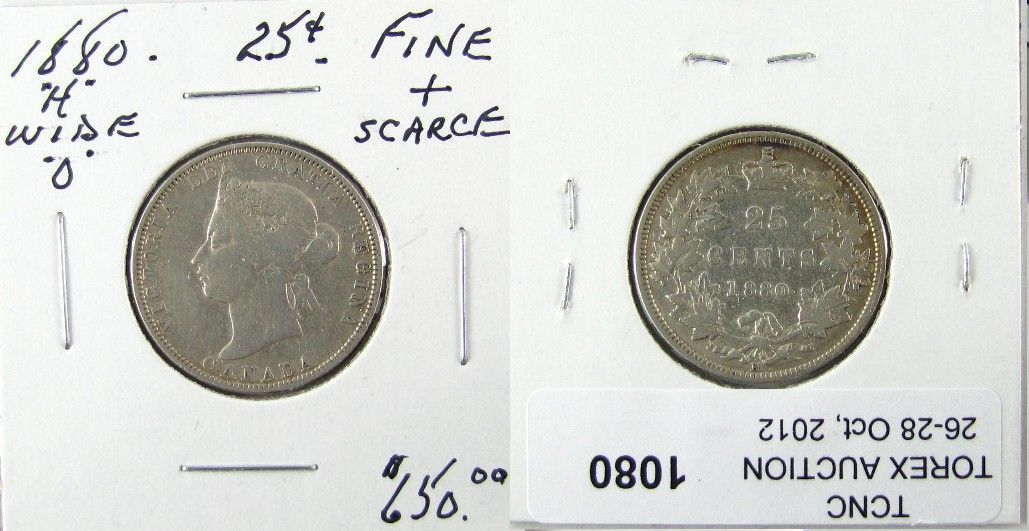 1880. 25¢. FINE
"H" +
WIDE SCARCE
"0"
VICTORIA DEI GRATIA REGINA
CANADA
$650.00
25
CENTS
1880
H
TCNC
TOREX AUCTION 1080
26-28 Oct, 2012